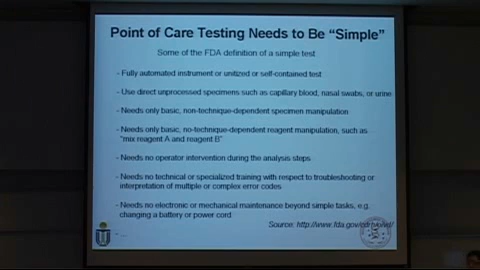 Point of Care Testing Needs to Be “Simple”
Some of the FDA definition of a simple test
- Fully automated instrument or unitized or self-contained test
- Use direct unprocessed specimens such as capillary blood, nasal swabs, or urine
- Needs only basic, non-technique-dependent specimen manipulation
- Needs only basic, no-technique-dependent reagent manipulation, such as
“mix reagent A and reagent B”
- Needs no operator intervention during the analysis steps
- Needs no technical or specialized training with respect to troubleshooting or
interpretation of multiple or complex error codes
- Needs no electronic or mechanical maintenance beyond simple tasks, e.g.
changing a battery or power cord
- ...
Source: http://www.fda.gov/